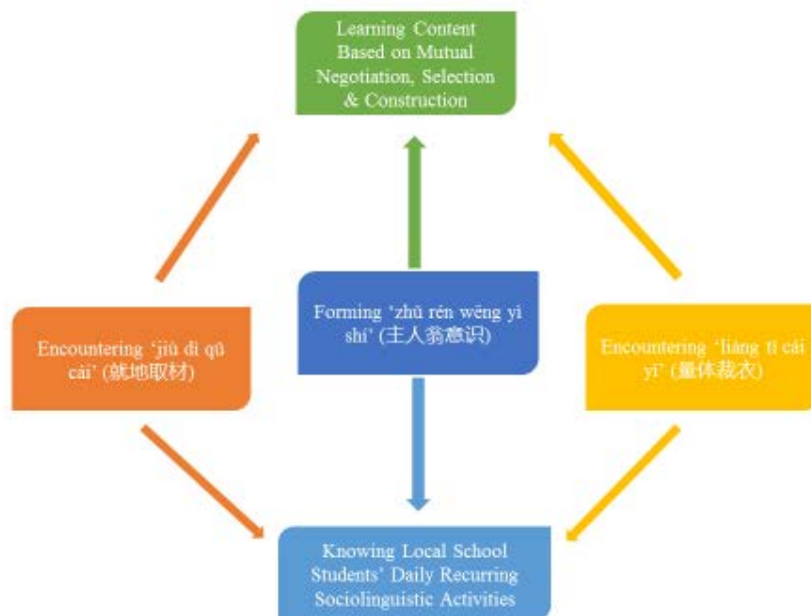 Learning Content
Based on Mutual
Negotiation, Selection
& Construction
Encountering ‘jiù dì qǔ
cái’ (就地取材)
Forming ‘zhǔ rén wēng yì
shí’ (主人翁意识)
Encountering ‘liàng tǐ cái
yī’ (量体裁衣)
Knowing Local School
Students’ Daily Recurring
Sociolinguistic Activities